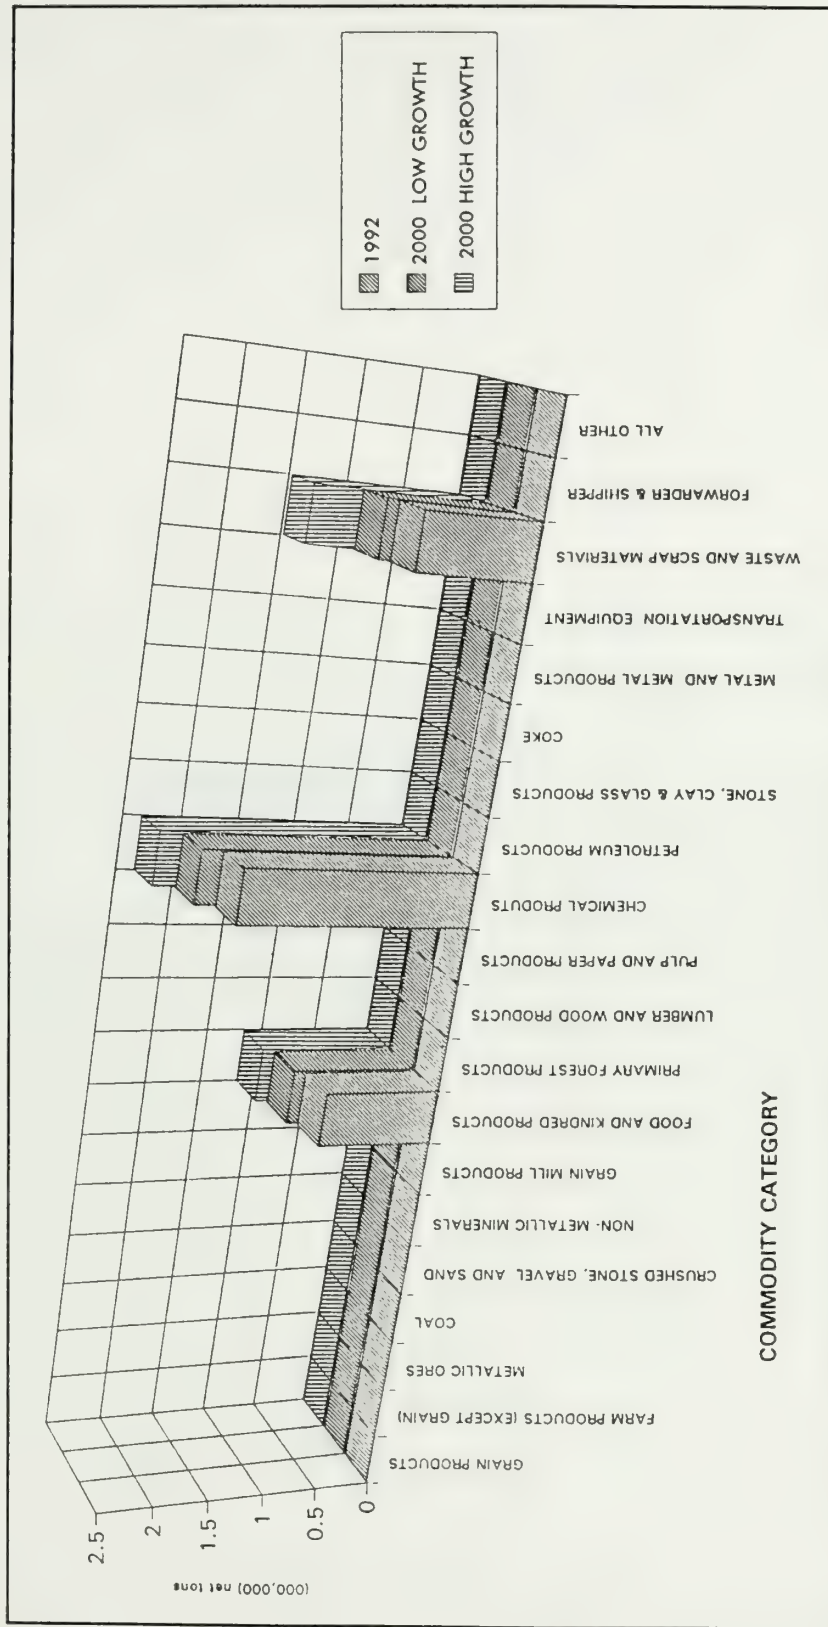 (000,000) net tons
2.5
2
1.5
1
0.5
0
GRAIN PRODUCTS
FARM PRODUCTS (EXCEPT GRAIN)
METALLIC ORES
COAL
CRUSHED STONE, GRAVEL AND SAND
NON- METALLIC MINERALS
GRAIN MILL PRODUCTS
FOOD AND KINDRED PRODUCTS
PRIMARY FOREST PRODUCTS
LUMBER AND WOOD PRODUCTS
PULP AND PAPER PRODUCTS
CHEMICAL PRODUTS
PETROLEUM PRODUCTS
STONE, CLAY & GLASS PRODUCTS
COKE
METAL AND METAL PRODUCTS
TRANSPORTATION EQUIPMENT
WASTE AND SCRAP MATERIALS
FORWARDER & SHIPPER
ALL OTHER
COMMODITY CATEGORY
1992
2000 LOW GROWTH
2000 HIGH GROWTH